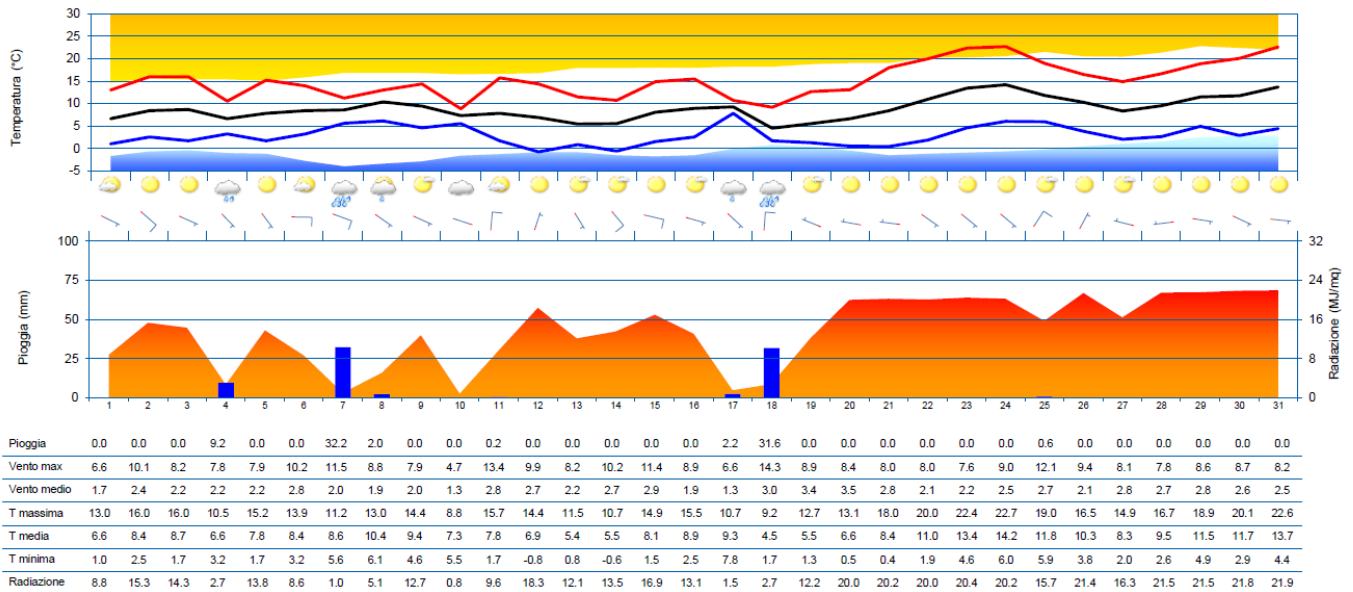 30
25
20
15
10
5
0
-5
Temperatura (°C)
100
75
50
25
0
Pioggia (mm)
32
24
16
8
0
Radiazione (MJ/mq)
1 2 3 4 5 6 7 8 9 10 11 12 13 14 15 16 17 18 19 20 21 22 23 24 25 26 27 28 29 30 31
Pioggia 0.0 0.0 0.0 9.2 0.0 0.0 32.2 2.0 0.0 0.0 0.2 0.0 0.0 0.0 0.0 0.0 2.2 31.6 0.0 0.0 0.0 0.0 0.0 0.0 0.6 0.0 0.0 0.0 0.0 0.0 0.0
Vento max 6.6 10.1 8.2 7.8 7.9 10.2 11.5 8.8 7.9 4.7 13.4 9.9 8.2 10.2 11.4 8.9 6.6 14.3 8.9 8.4 8.0 8.0 7.6 9.0 12.1 9.4 8.1 7.8 8.6 8.7 8.2
Vento medio 1.7 2.4 2.2 2.2 2.2 2.8 2.0 1.9 2.0 1.3 2.8 2.7 2.2 2.7 2.9 1.9 1.3 3.0 3.4 3.5 2.8 2.1 2.2 2.5 2.7 2.1 2.8 2.7 2.8 2.6 2.5
T massima 13.0 16.0 16.0 10.5 15.2 13.9 11.2 13.0 14.4 8.8 15.7 14.4 11.5 10.7 14.9 15.5 10.7 9.2 12.7 13.1 18.0 20.0 22.4 22.7 19.0 16.5 14.9 16.7 18.9 20.1 22.6
T media 6.6 8.4 8.7 6.6 7.8 8.4 8.6 10.4 9.4 7.3 7.8 6.9 5.4 5.5 8.1 8.9 9.3 4.5 5.5 6.6 8.4 11.0 13.4 14.2 11.8 10.3 8.3 9.5 11.5 11.7 13.7
T minima 1.0 2.5 1.7 3.2 1.7 3.2 5.6 6.1 4.6 5.5 1.7 -0.8 0.8 -0.6 1.5 2.5 7.8 1.7 1.3 0.5 0.4 1.9 4.6 6.0 5.9 3.8 2.0 2.6 4.9 2.9 4.4
Radiazione 8.8 15.3 14.3 2.7 13.8 8.6 1.0 5.1 12.7 0.8 9.6 18.3 12.1 13.5 16.9 13.1 1.5 2.7 12.2 20.0 20.2 20.0 20.4 20.2 15.7 21.4 16.3 21.5 21.5 21.8 21.9